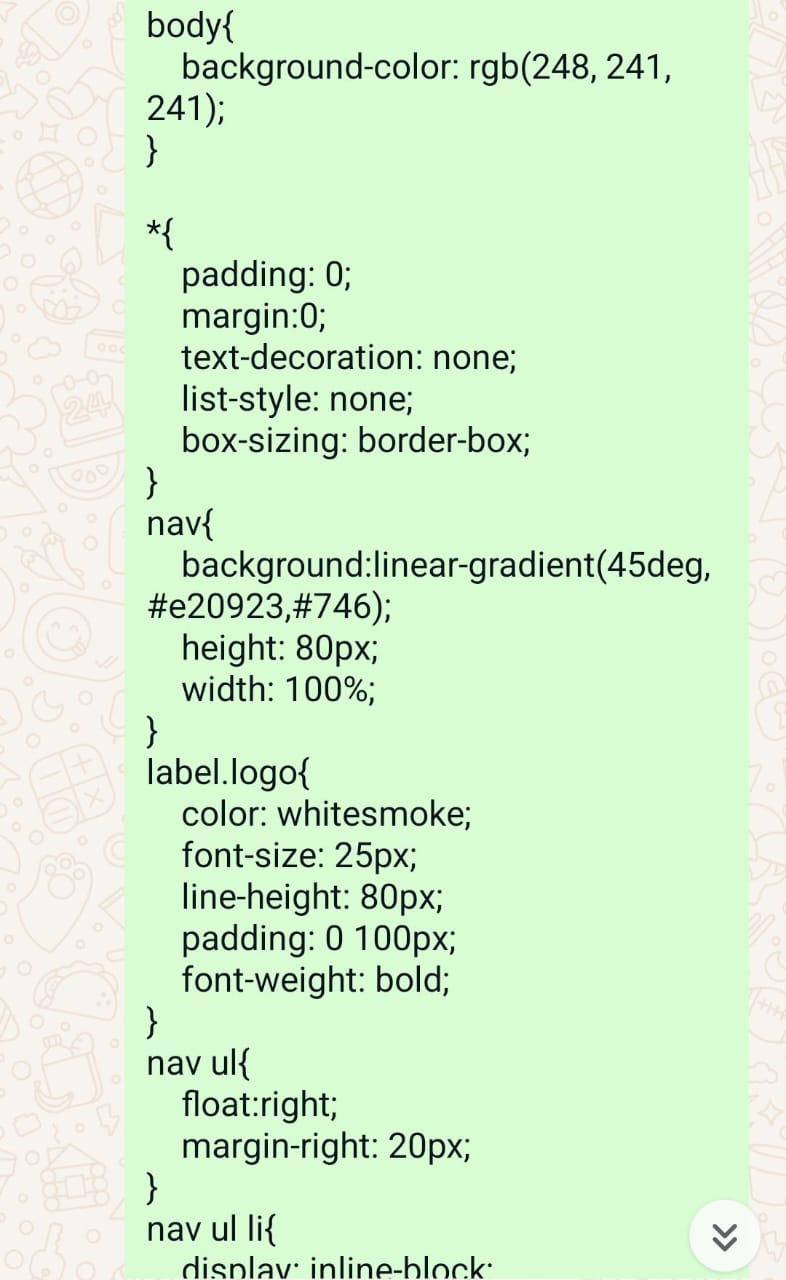 body{
    background-color: rgb(248, 241,
241);
}

*{
    padding: 0;
    margin:0;
    text-decoration: none;
    list-style: none;
    box-sizing: border-box;
}
nav{
    background:linear-gradient(45deg,
#e20923,#746);
    height: 80px;
    width: 100%;
}
label.logo{
    color: whitesmoke;
    font-size: 25px;
    line-height: 80px;
    padding: 0 100px;
    font-weight: bold;
}
nav ul{
    float:right;
    margin-right: 20px;
}
nav ul li{
    display: inline-block;